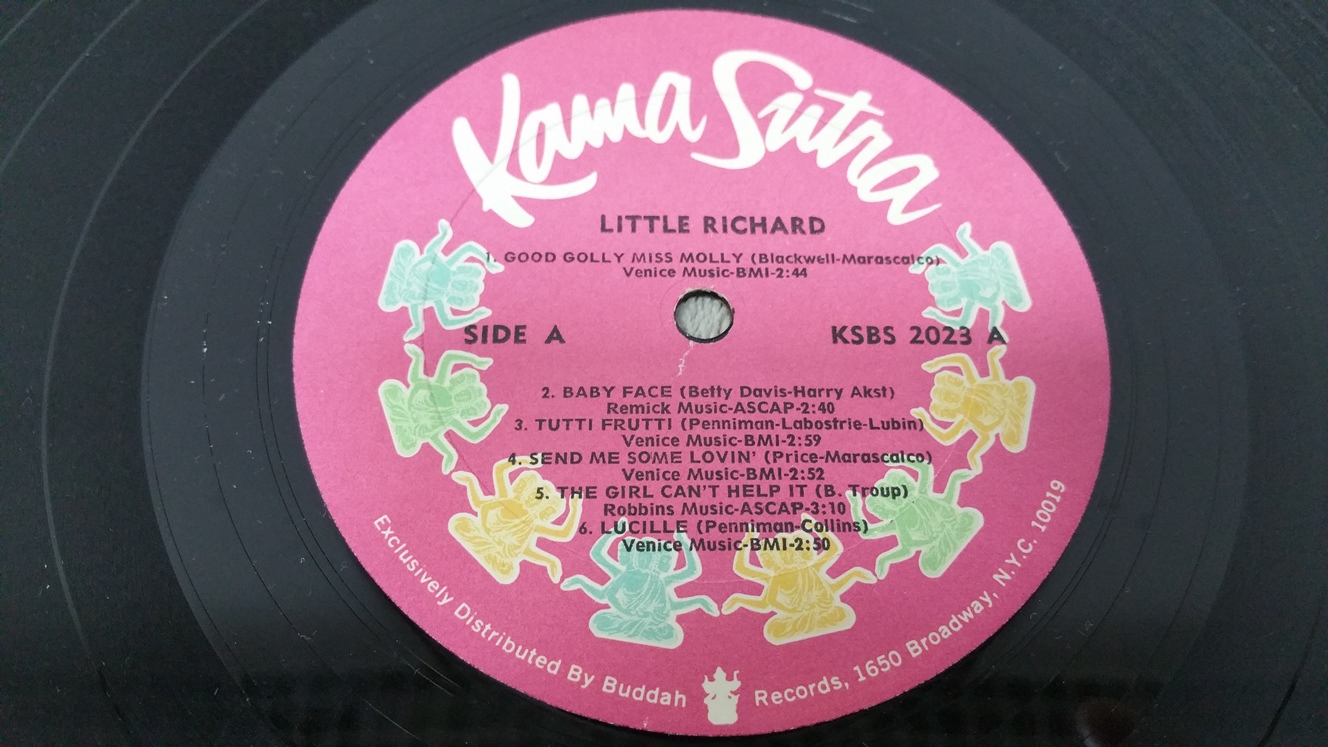 Kama Sutra
LITTLE RICHARD
1. GOOD GOLLY MISS MOLLY (Blackwell-Marascalco)
Venice Music-BMI-2:44
SIDE A
KSBS 2023 A
2. BABY FACE (Betty Davis-Harry Akst)
Remick Music-ASCAP-2:40
3. TUTTI FRUTTI (Penniman-Labostrie-Lubin)
Venice Music-BMI-2:59
4. SEND ME SOME LOVIN' (Price-Marascalco)
Venice Music-BMI-2:52
5. THE GIRL CAN'T HELP IT (B. Troup)
Robbins Music-ASCAP-3:10
6. LUCILLE (Penniman-Collins)
Venice Music-BMI-2:50
Exclusively Distributed By Buddah Records, 1650 Broadway, N.Y.C. 10019